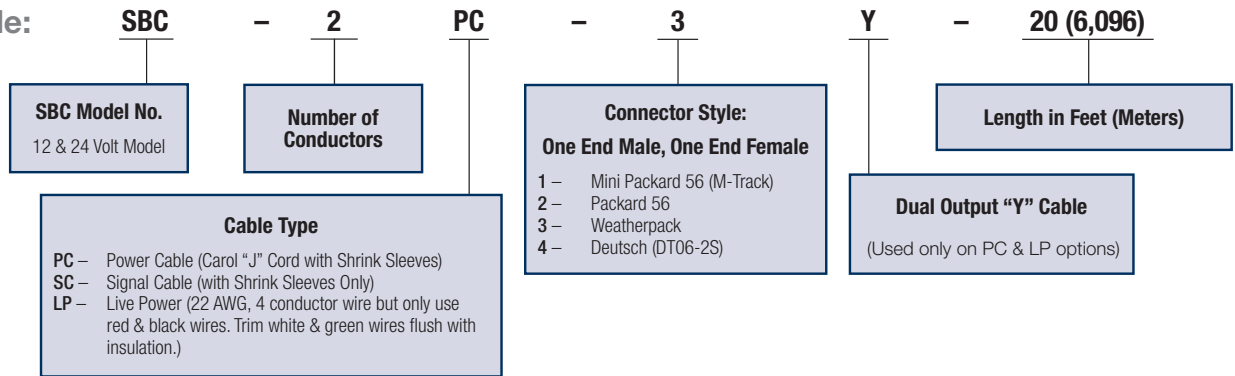 SBC – 2 PC – 3 Y – 20 (6,096)
SBC Model No.
12 & 24 Volt Model
Number of
Conductors
Cable Type
PC – Power Cable (Carol "J" Cord with Shrink Sleeves)
SC – Signal Cable (with Shrink Sleeves Only)
LP – Live Power (22 AWG, 4 conductor wire but only use
red & black wires. Trim white & green wires flush with
insulation.)
Connector Style:
One End Male, One End Female
1 – Mini Packard 56 (M-Track)
2 – Packard 56
3 – Weatherpack
4 – Deutsch (DT06-2S)
Dual Output “Y” Cable
(Used only on PC & LP options)
Length in Feet (Meters)